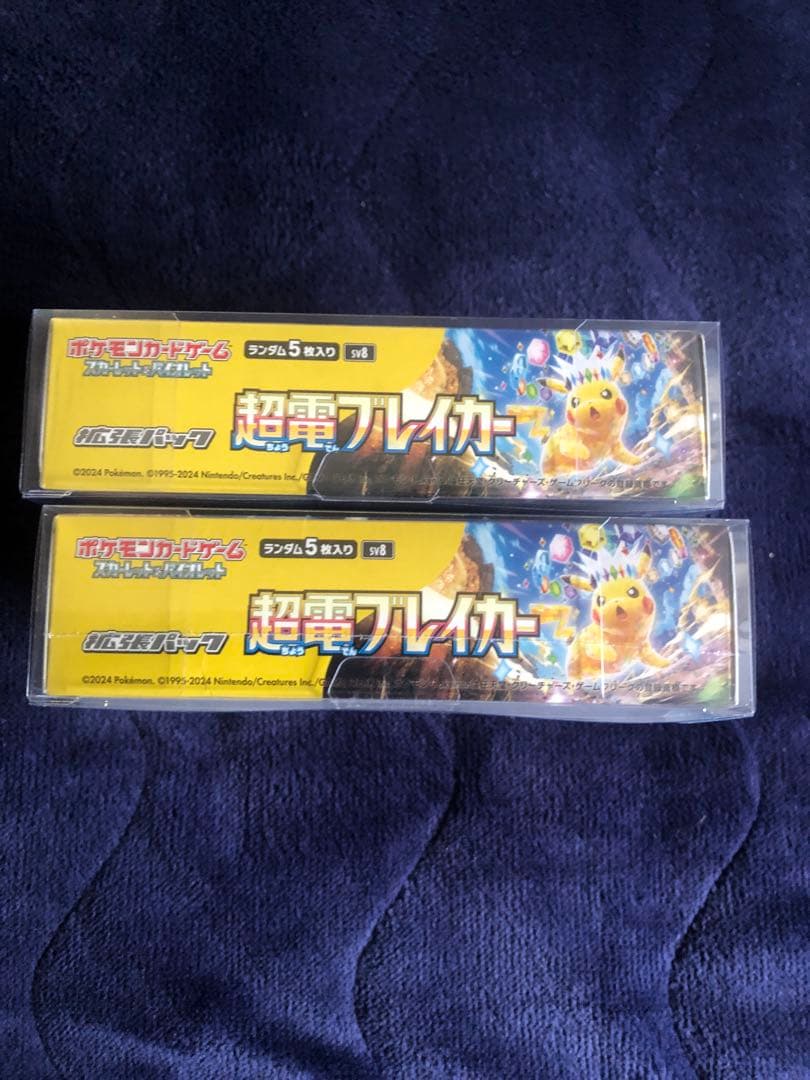 ポケモンカードゲーム
スカーレット&バイオレット
ランダム5枚入り SV8
拡張パック
超電ブレイカー
ちょう でん
©2024 Pokémon. ©1995-2024 Nintendo/Creatures Inc./G
クリーチャーズ・ゲームフリークの登録商標です
ポケモンカードゲーム
スカーレット&バイオレット
ランダム5枚入り SV8
拡張パック
超電ブレイカー
ちょう でん
©2024 Pokémon. ©1995-2024 Nintendo/Creatures Inc./G
クリーチャーズ・ゲームフリークの登録商標です